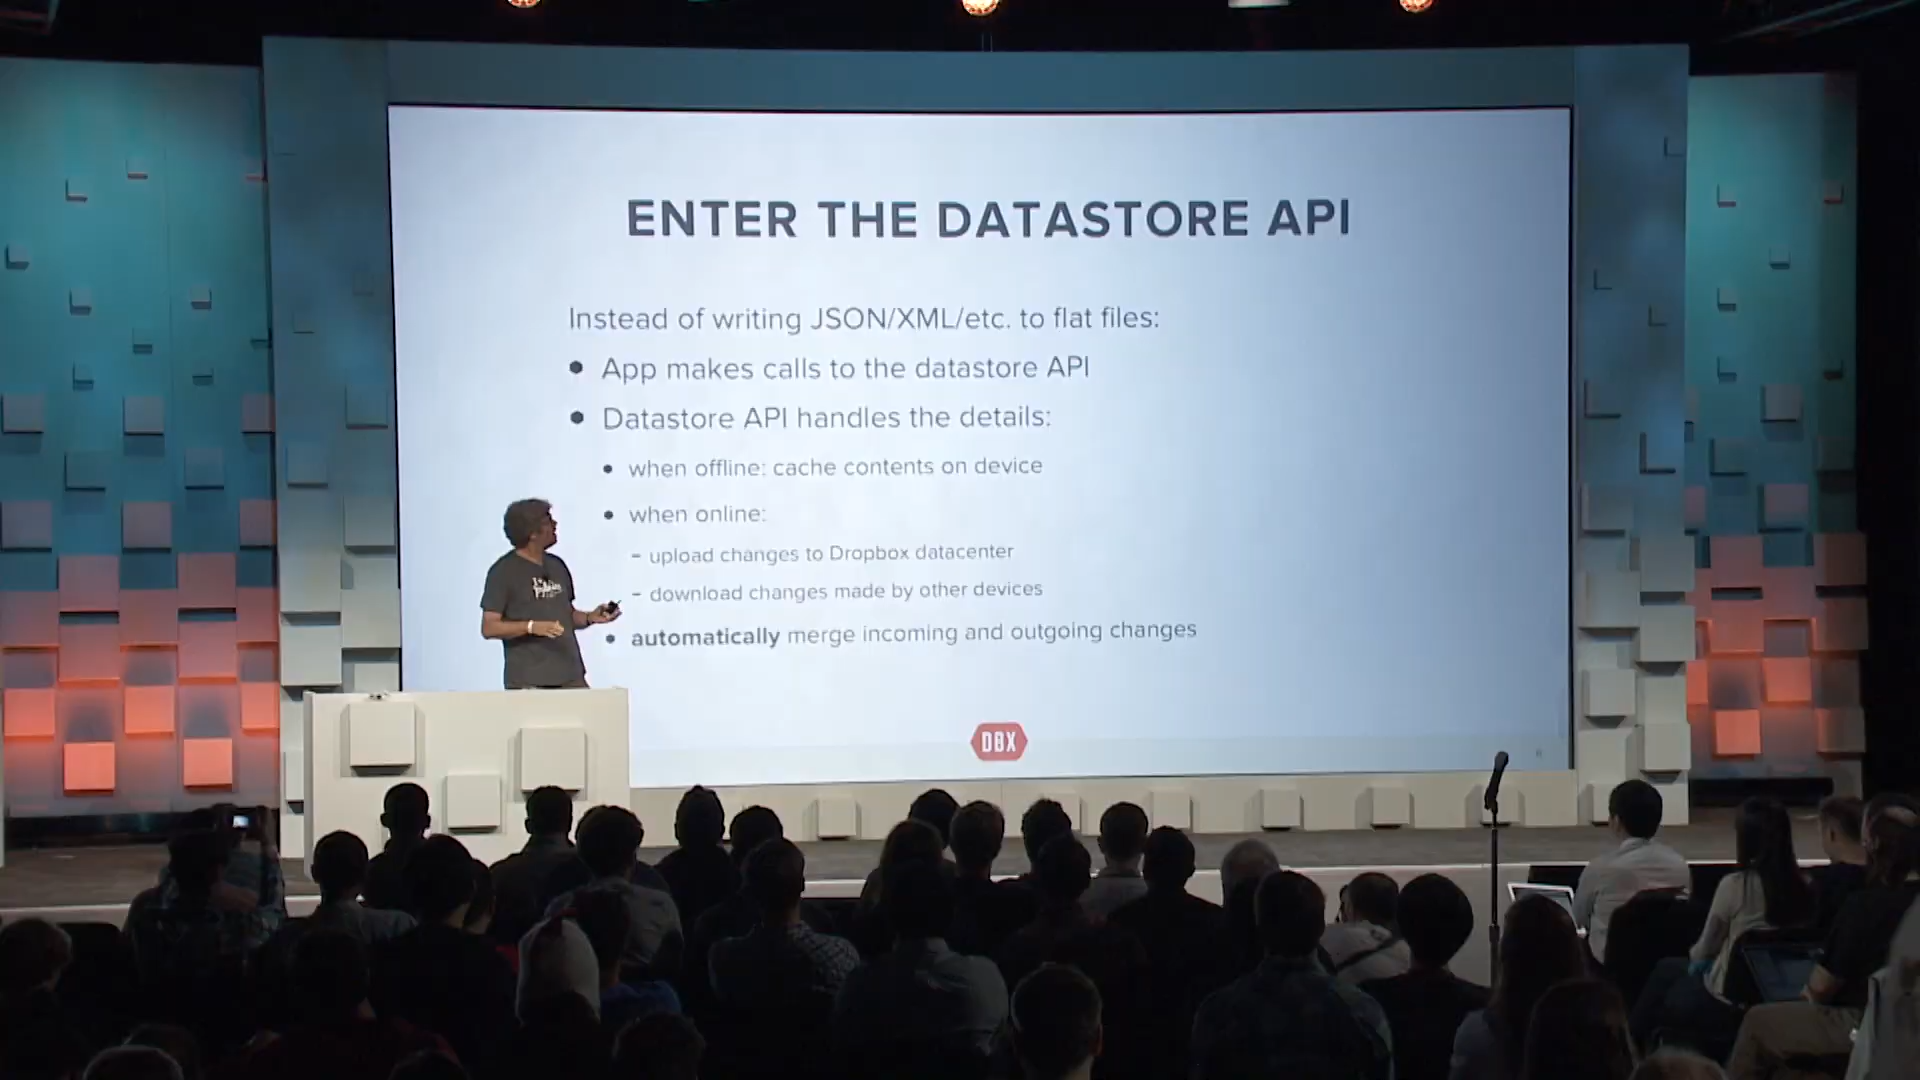 ENTER THE DATASTORE API
Instead of writing JSON/XML/etc. to flat files:
• App makes calls to the datastore API
• Datastore API handles the details:
• when offline: cache contents on device
• when online:
– upload changes to Dropbox datacenter
– download changes made by other devices
• automatically merge incoming and outgoing changes
DBX